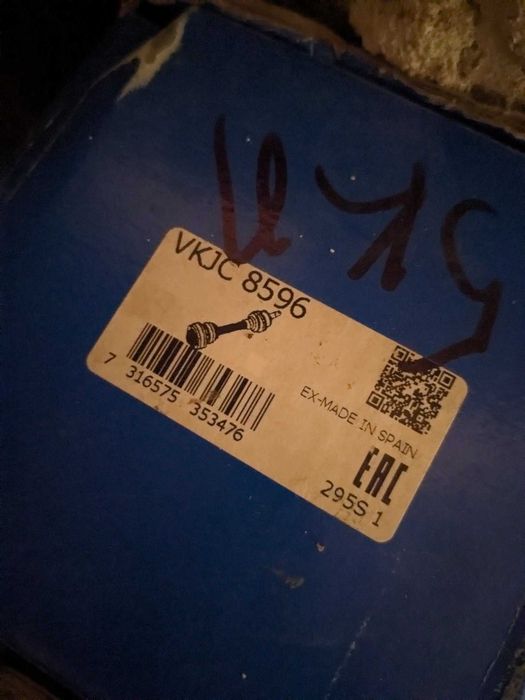 VKJC 8596
7 316575 353476
EX-MADE IN SPAIN
EAC
295S 1